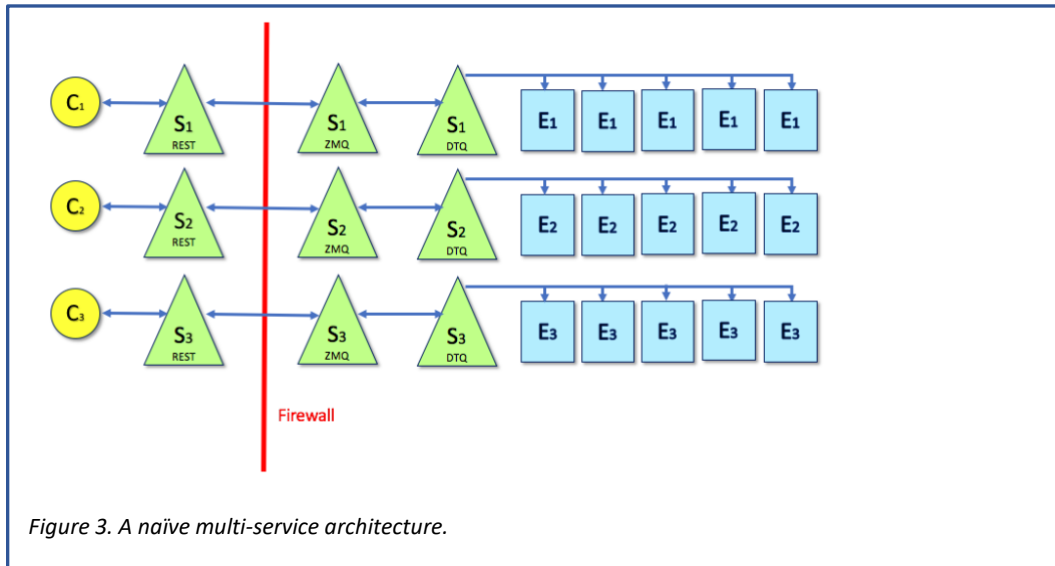 C1 S1 S1 S1 E1 E1 E1 E1 E1
REST ZMQ DTQ
C2 S2 S2 S2 E2 E2 E2 E2 E2
REST ZMQ DTQ
C3 S3 S3 S3 E3 E3 E3 E3 E3
REST ZMQ DTQ
Firewall
Figure 3. A naïve multi-service architecture.